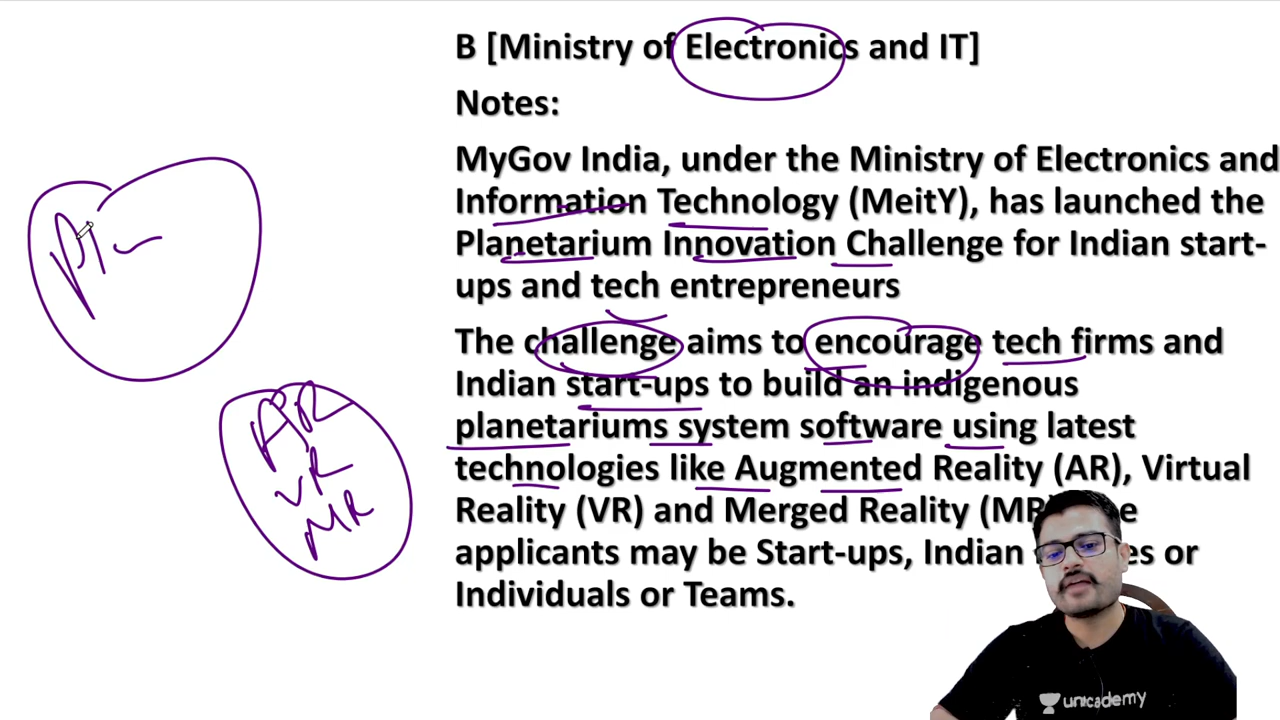 B [Ministry of Electronics and IT]
Notes:
MyGov India, under the Ministry of Electronics and
Information Technology (MeitY), has launched the
Planetarium Innovation Challenge for Indian start-
ups and tech entrepreneurs
The challenge aims to encourage tech firms and
Indian start-ups to build an indigenous
planetariums system software using latest
technologies like Augmented Reality (AR), Virtual
Reality (VR) and Merged Reality (MR)
applicants may be Start-ups, Indian
or
Individuals or Teams.
AR
VR
MR
unacademy